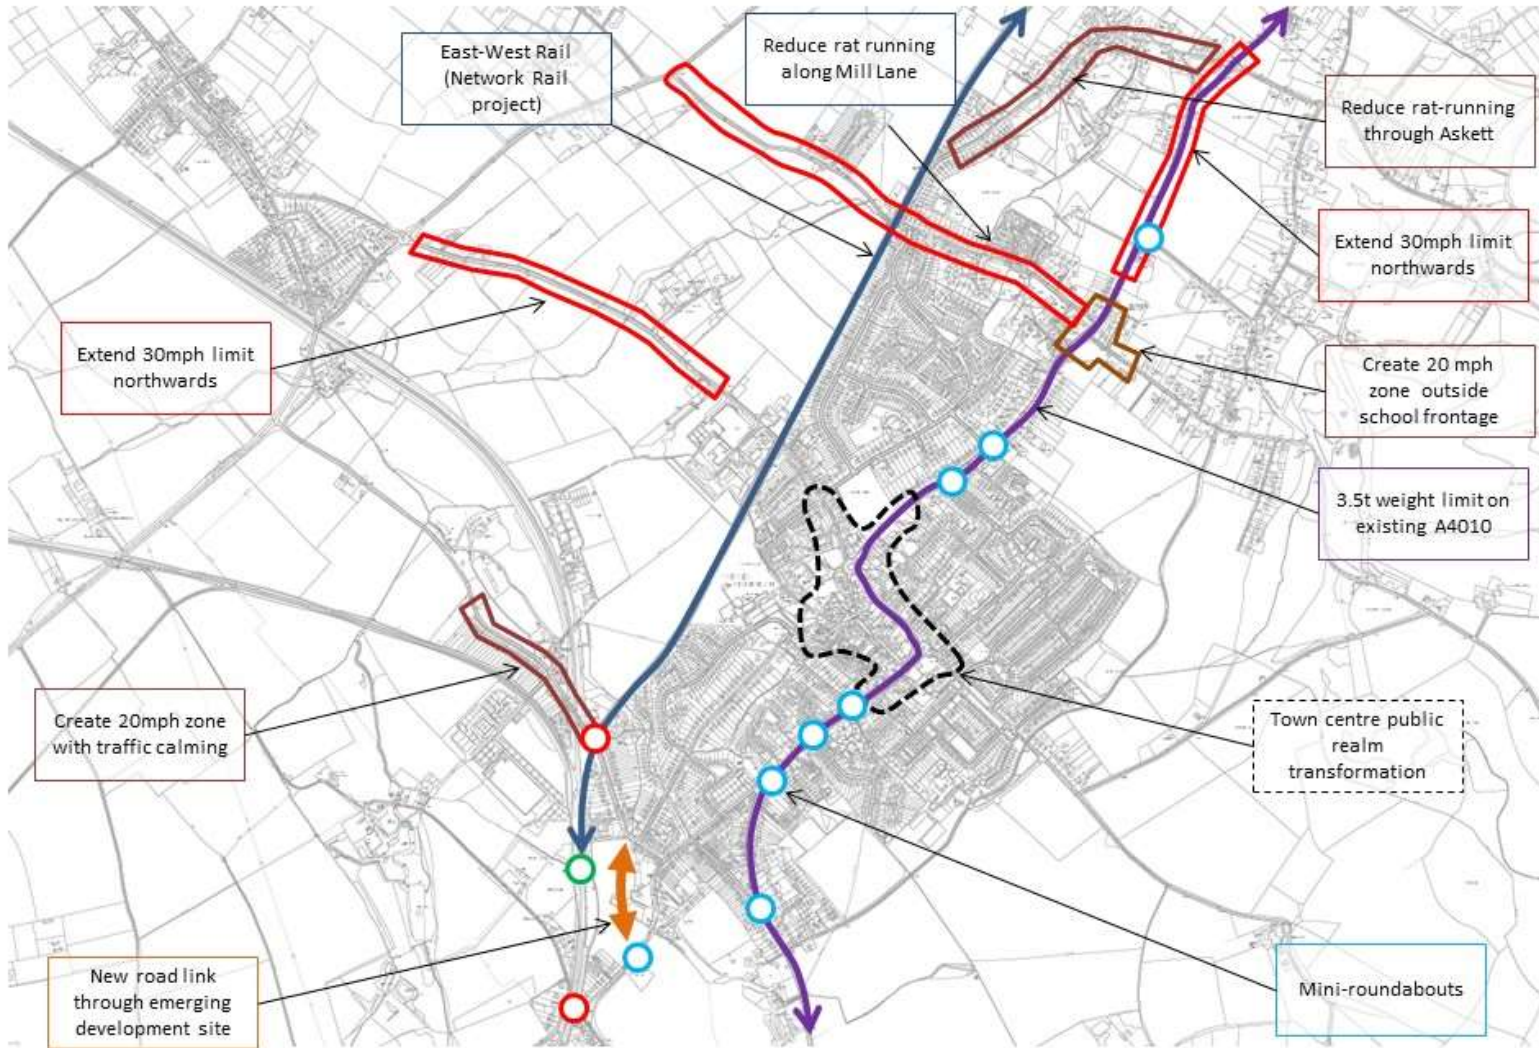 East-West Rail
(Network Rail
project)
Reduce rat running
along Mill Lane
Reduce rat-running
through Askett
Extend 30mph limit
northwards
Extend 30mph limit
northwards
Create 20 mph
zone outside
school frontage
3.5t weight limit on
existing A4010
Create 20mph zone
with traffic calming
Town centre public
realm
transformation
New road link
through emerging
development site
Mini-roundabouts